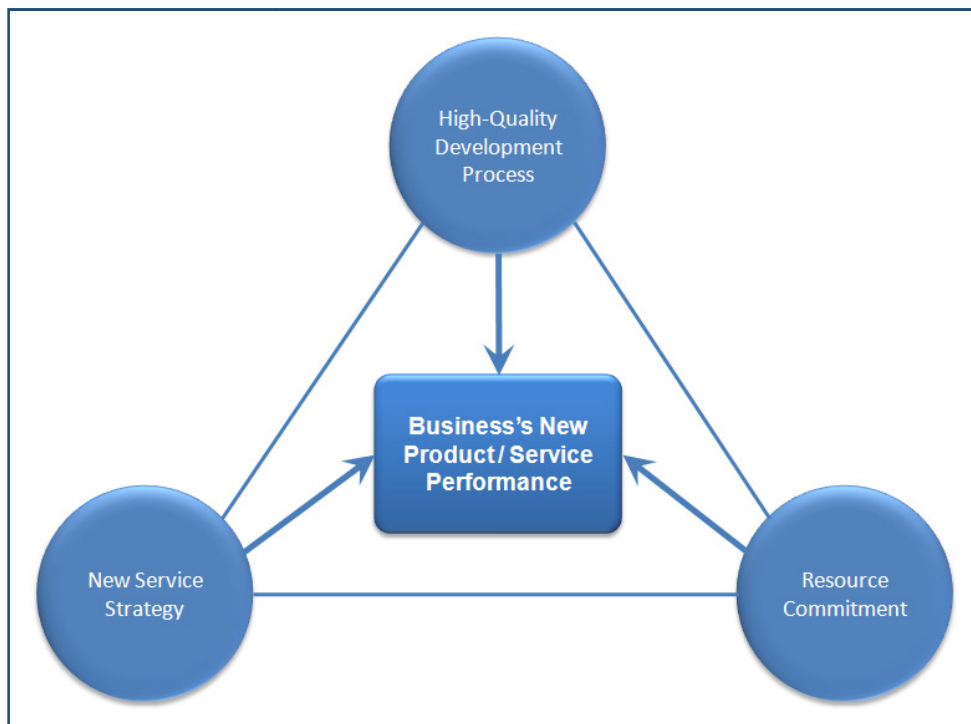 High-Quality
Development
Process
Business’s New
Product / Service
Performance
New Service
Strategy
Resource
Commitment